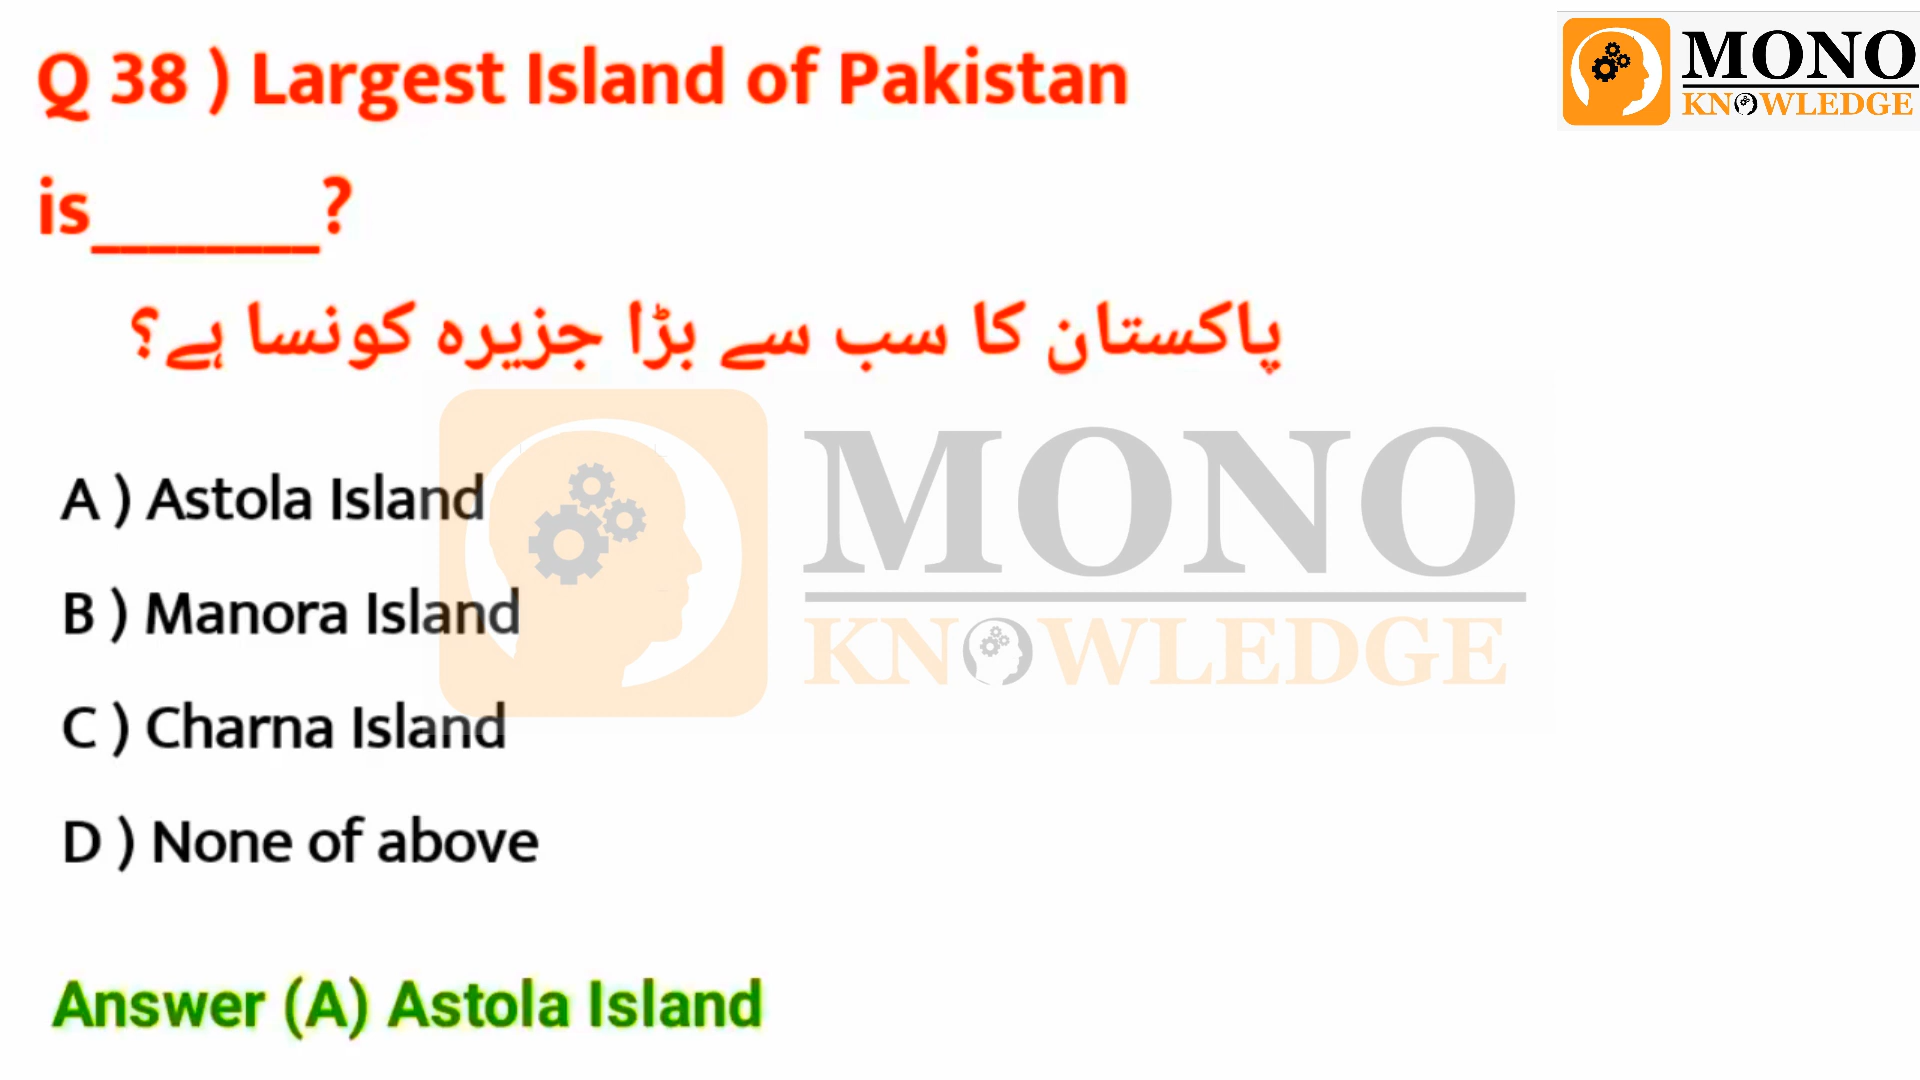 Q 38 ) Largest Island of Pakistan
is________?
پاکستان کا سب سے بڑا جزیرہ کونسا ہے؟
A ) Astola Island
B ) Manora Island
C ) Charna Island
D ) None of above
Answer (A) Astola Island
MONO
KNOWLEDGE
MONO
KNOWLEDGE